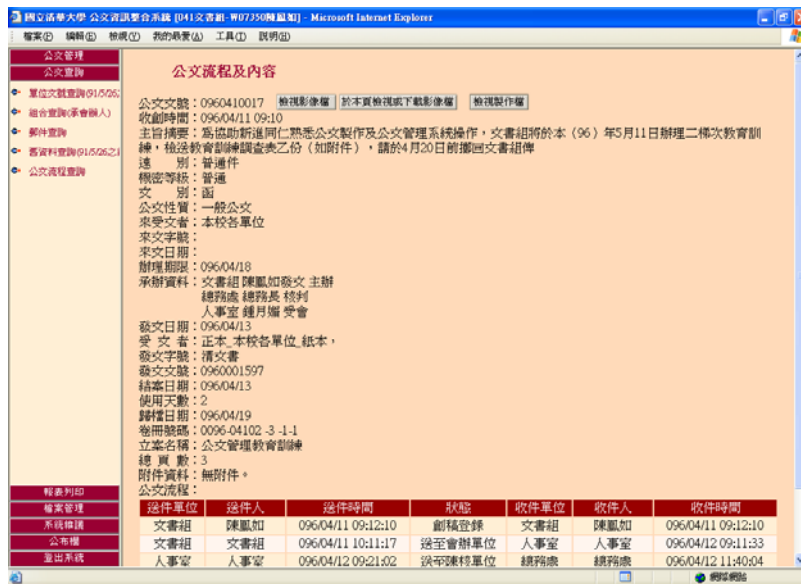 國立清華大學 公文資訊整合系統 [041文書組-W07350陳鳳如] - Microsoft Internet Explorer
檔案(F) 編輯(E) 檢視(V) 我的最愛(A) 工具(T) 說明(H)
公文管理
公文查詢
單位文號查詢(91/5/26
組合查詢(承會辦人)
郵件查詢
舊資料查詢(91/5/26之前
公文流程查詢
報表列印
檔案管理
系統維護
公布欄
登出系統
公文流程及內容
公文文號：0960410017 檢視影像檔 於本頁檢視或下載影像檔 檢視製作檔
收創時間：096/04/11 09:10
主旨摘要：為協助新進同仁熟悉公文製作及公文管理系統操作，文書組將於本（96）年5月11日辦理二梯次教育訓
練，檢送教育訓練調查表乙份（如附件），請於4月20日前擲回文書組俾
速 別：普通件
機密等級：普通
文 別：函
公文性質：一般公文
來受文者：本校各單位
來文字號：
來文日期：
辦理期限：096/04/18
承辦資料：文書組 陳鳳如發文 主辦
總務處 總務長 核判
人事室 鍾月 受會
發文日期：096/04/13
受 文 者：正本_本校各單位_紙本，
發文字號：清文書
發文文號：0960001597
結案日期：096/04/13
使用天數：2
歸檔日期：096/04/19
卷冊號碼：0096-04102 -3 -1-1
立案名稱：公文管理教育訓練
總 頁 數：3
附件資料：無附件。
公文流程：
送件單位 送件人 送件時間 狀態 收件單位 收件人 收件時間
文書組 陳鳳如 096/04/11 09:12:10 創稿登錄 文書組 陳鳳如 096/04/11 09:12:10
文書組 文書組 096/04/11 10:11:17 送至會辦單位 人事室 人事室 096/04/12 09:11:33
人事室 人事室 096/04/12 09:21:02 送至陳核單位 總務處 總務處 096/04/12 11:40:04
網際網路